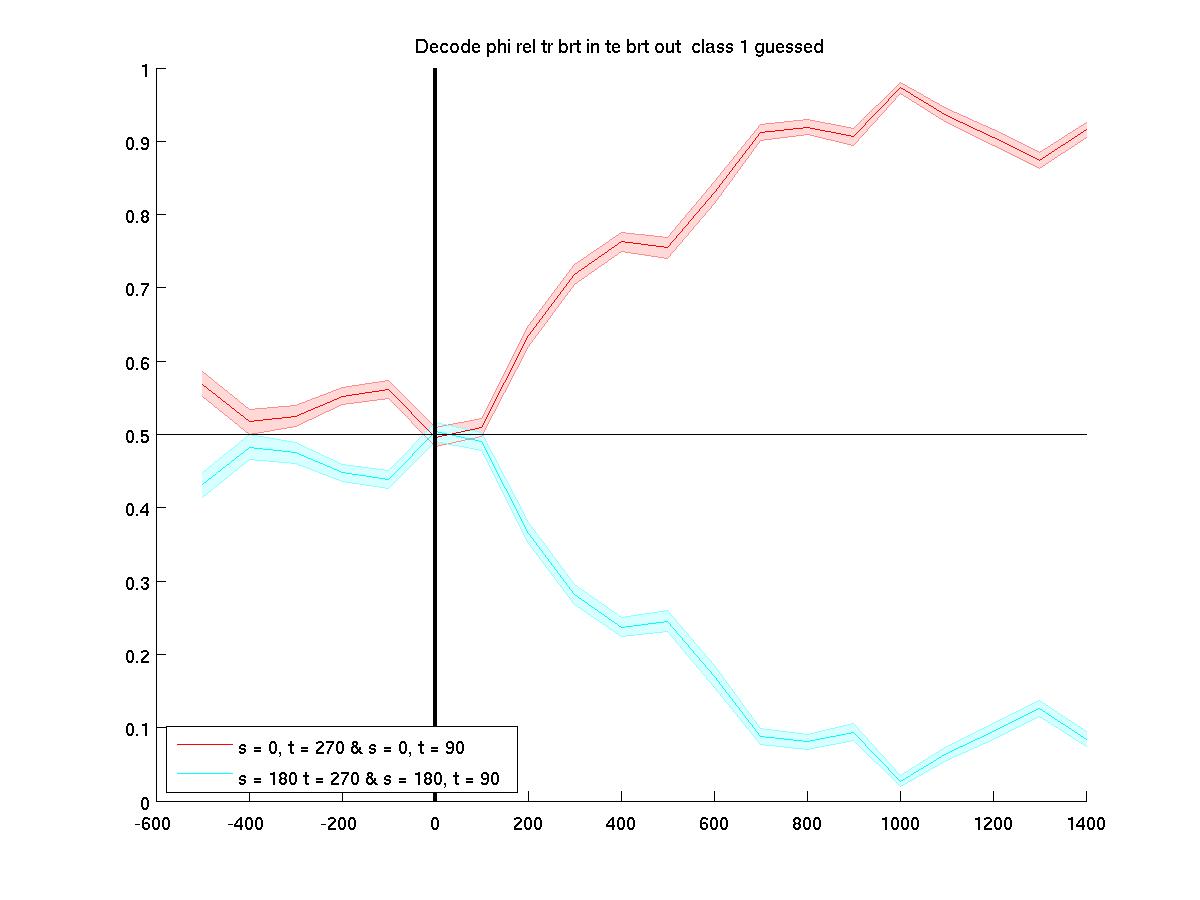 Decode phi rel tr brt in te brt out  class 1 guessed
1
0.9
0.8
0.7
0.6
0.5
0.4
0.3
0.2
0.1
0
s = 0, t = 270 & s = 0, t = 90
s = 180 t = 270 & s = 180, t = 90
-600 -400 -200 0 200 400 600 800 1000 1200 1400